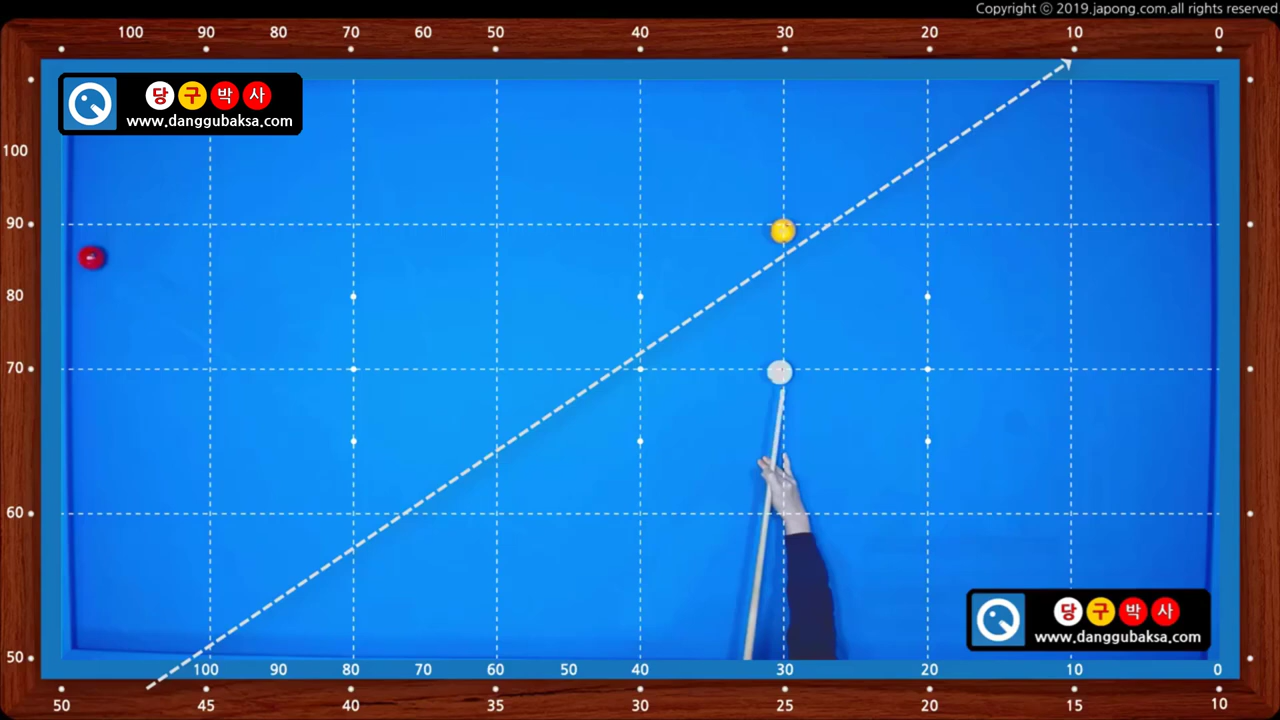 Copyright ⓒ 2019.japong.com.all rights reserved.
100 90 80 70 60 50 40 30 20 10 0
당구박사
www.danggubaksa.com
100
90
80
70
60
당구박사
www.danggubaksa.com
50
100 90 80 70 60 50 40 30 20 10 0
50 45 40 35 30 25 20 15 10